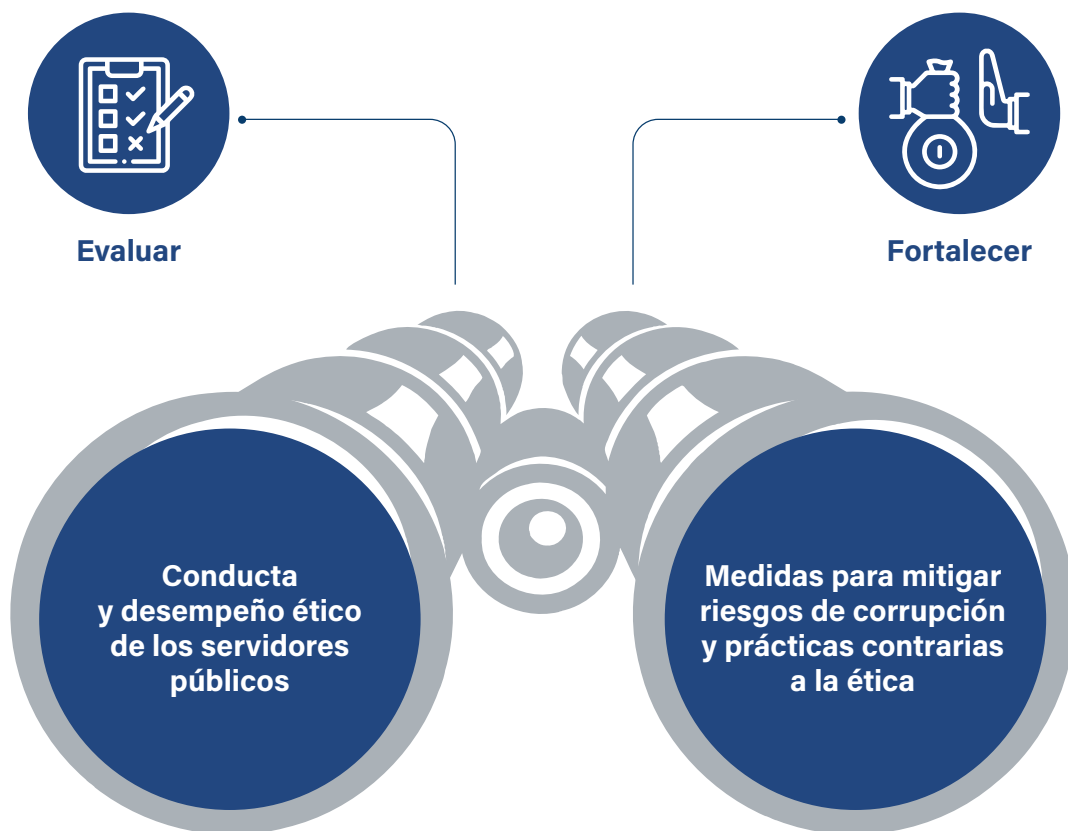 Evaluar
Fortalecer
Conducta
y desempeño ético
de los servidores
públicos
Medidas para mitigar
riesgos de corrupción
y prácticas contrarias
a la ética